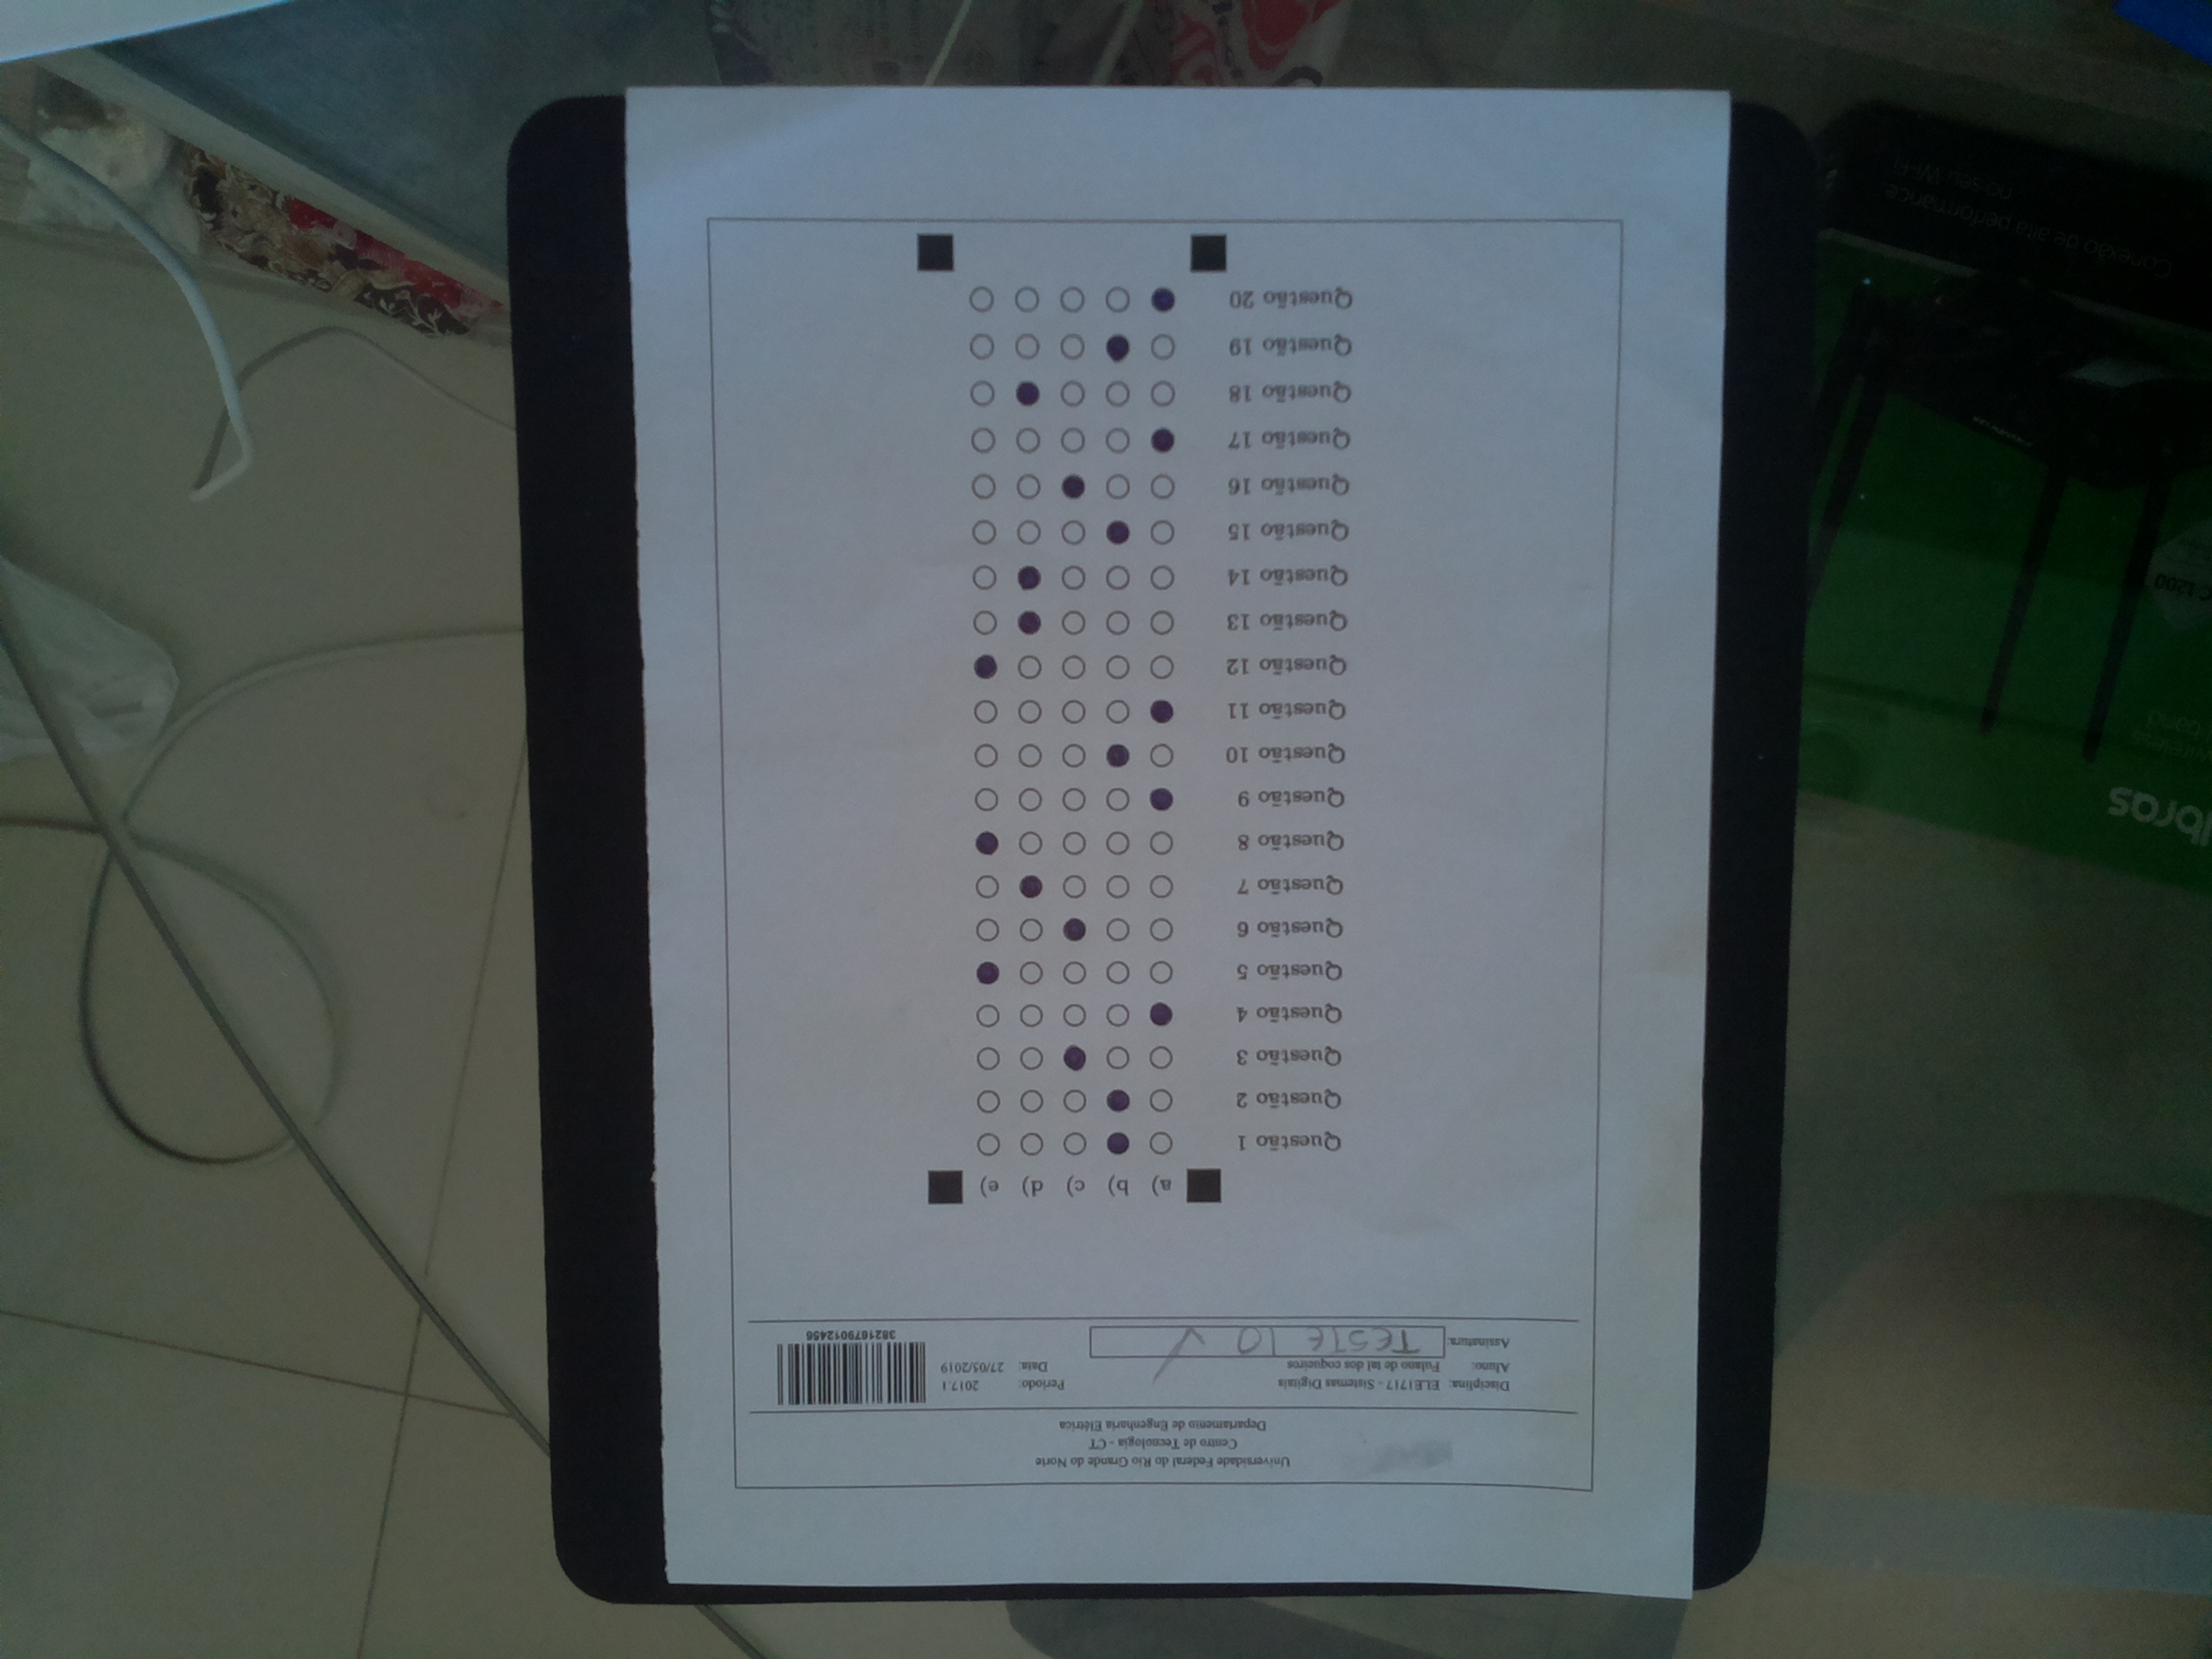 Universidade Federal do Rio Grande do Norte
Centro de Tecnologia - CT
Departamento de Engenharia Elétrica
Disciplina: ELE1717 - Sistemas Digitais Período: 2017.1
Aluno: Fulano de tal dos coqueiros Data: 27/05/2019
Assinatura: TESTE 10
3821679012456
a) b) c) d) e)
Questão 1
Questão 2
Questão 3
Questão 4
Questão 5
Questão 6
Questão 7
Questão 8
Questão 9
Questão 10
Questão 11
Questão 12
Questão 13
Questão 14
Questão 15
Questão 16
Questão 17
Questão 18
Questão 19
Questão 20
Conexão de alta performance
no seu Wi-Fi
1200
lbras